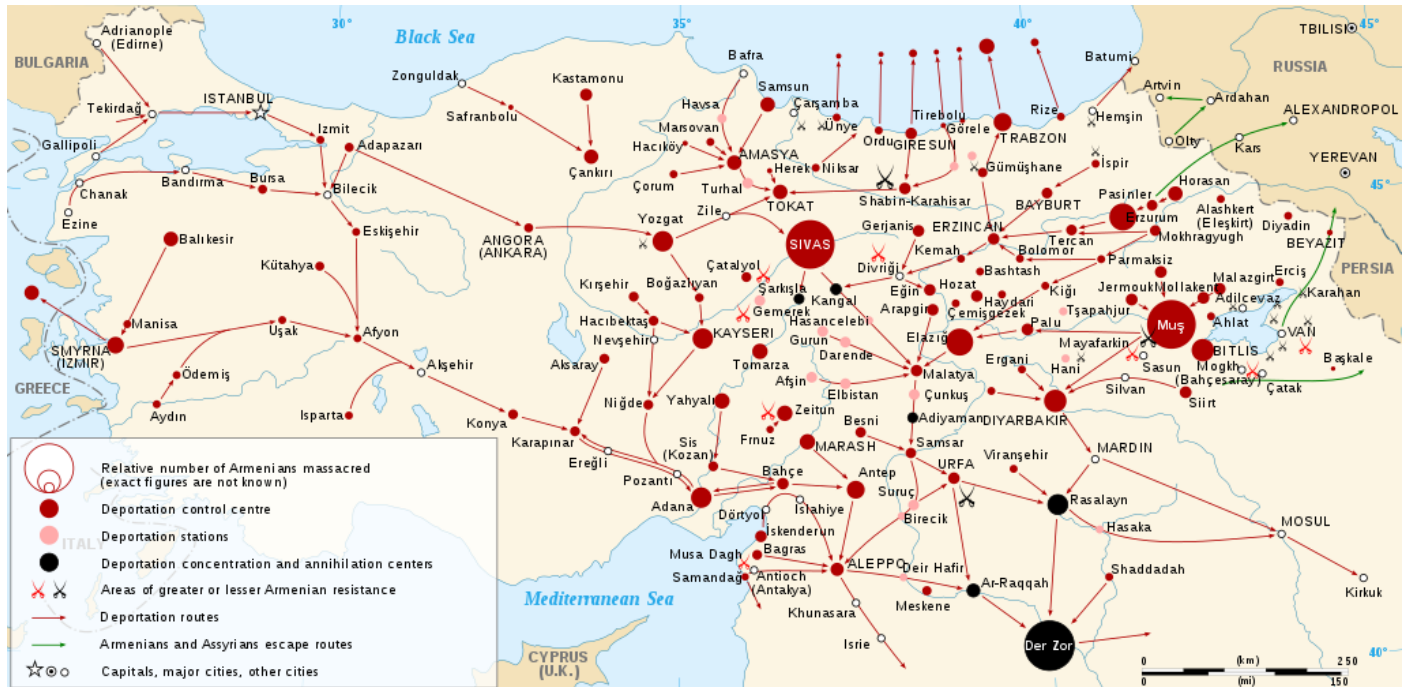 30°
35°
40°
45°
Black Sea
BULGARIA
Adrianople
(Edirne)
Tekirdağ
ISTANBUL
Gallipoli
Chanak
Ezine
Bandırma
Bursa
Izmit
Adapazarı
Bilecik
Eskişehir
Balıkesir
Kütahya
Manisa
SMYRNA
(İZMİR)
GREECE
Uşak
Afyon
Ödemiş
Aydın
Isparta
Akşehir
Konya
Zonguldak
Safranbolu
Kastamonu
Çankırı
ANGORA
(ANKARA)
Bafra
Samsun
Havsa
Marsovan
Hacıköy
AMASYA
Çorum
Turhal
Herek
Niksar
TOKAT
Zile
Yozgat
Çarşamba
Ünye
Ordu
GIRESUN
Tirebolu
Görele
TRABZON
Rize
Batumi
Hemşin
Artvin
Ardahan
Olty
Kars
TBILISI
RUSSIA
ALEXANDROPOL
YEREVAN
45°
Gümüşhane
İspir
BAYBURT
Shabin-Karahisar
Pasinler
Horasan
Erzurum
Alashkert
(Eleşkirt)
Diyadin
BEYAZIT
PERSIA
SIVAS
Gerjanis
ERZINCAN
Kemah
Divriği
Bolomor
Tercan
Mokhragyugh
Parmaksiz
Boğazlıyan
Çatalyol
Şarkışla
Gemerek
Kangal
Eğin
Hozat
Bashtash
Haydari
Çemişgezek
Kiğı
Jermouk
Mollakent
Malazgirt
Adilcevaz
Erciş
Karahan
Kırşehir
Hacıbektaş
Nevşehir
KAYSERI
Hasancelebi
Gurun
Darende
Arapgir
Elazığ
Palu
Tşapahjur
Muş
Ahlat
VAN
Aksaray
Tomarza
Afşin
Elbistan
Malatya
Ergani
Hani
Mayafarkin
Sasun
BITLIS
Mogkh
(Bahçesaray)
Çatak
Başkale
Niğde
Yahyalı
Zeitun
Frnuz
Besni
Çunkuş
Adiyaman
DIYARBAKIR
Silvan
Siirt
Karapınar
Ereğli
Pozantı
Sis
(Kozan)
MARASH
Samsar
Adana
Bahçe
Antep
Suruç
URFA
Viranşehir
MARDIN
Rasalayn
Hasaka
MOSUL
Dörtyol
Islahiye
Birecik
İskenderun
Musa Dagh
Bagras
Samandağ
Antioch
(Antakya)
ALEPPO
Deir Hafir
Ar-Raqqah
Shaddadah
Kirkuk
Mediterranean Sea
Khunasara
Meskene
Isrie
Der Zor
CYPRUS
(U.K.)
40°
(km)
250
(mi)
150
Relative number of Armenians massacred
(exact figures are not known)
Deportation control centre
Deportation stations
ITALY
Deportation concentration and annihilation centers
Areas of greater or lesser Armenian resistance
Deportation routes
Armenians and Assyrians escape routes
Capitals, major cities, other cities